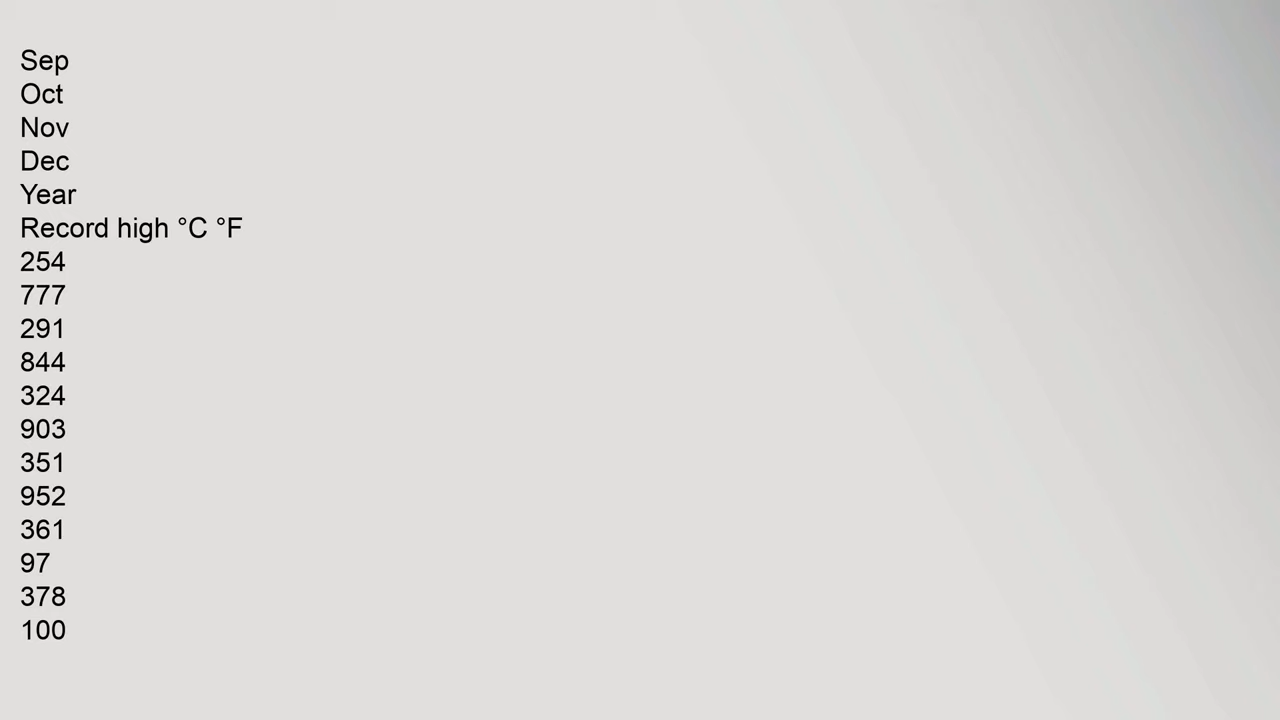 Sep
Oct
Nov
Dec
Year
Record high °C °F
254
777
291
844
324
903
351
952
361
97
378
100